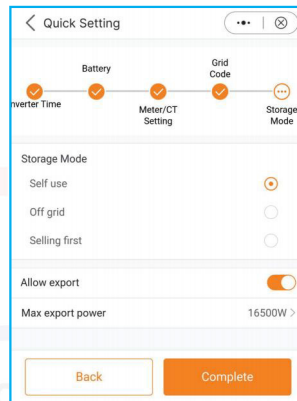 Quick Setting
Battery
Grid
Code
nverter Time
Meter/CT
Setting
Storage
Mode
Storage Mode
Self use
Off grid
Selling first
Allow export
Max export power 16500W >
Back Complete